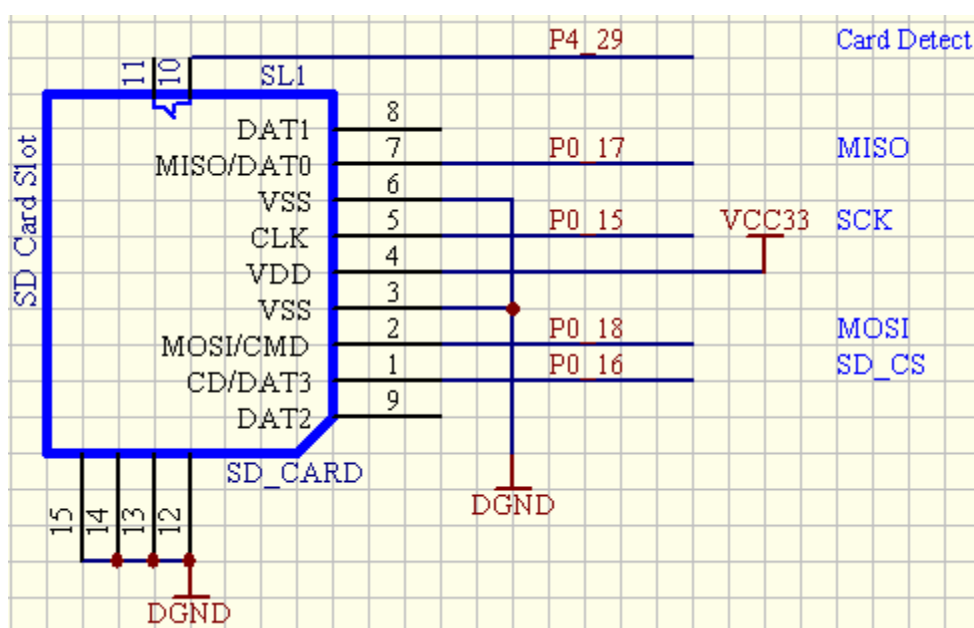 P4_29 Card Detect
11 10 SL1
SD Card Slot
DAT1 8
MISO/DAT0 7 P0_17 MISO
VSS 6
CLK 5 P0_15 VCC33 SCK
VDD 4
VSS 3
MOSI/CMD 2 P0_18 MOSI
CD/DAT3 1 P0_16 SD_CS
DAT2 9
SD_CARD
DGND
15 14 13 12
DGND